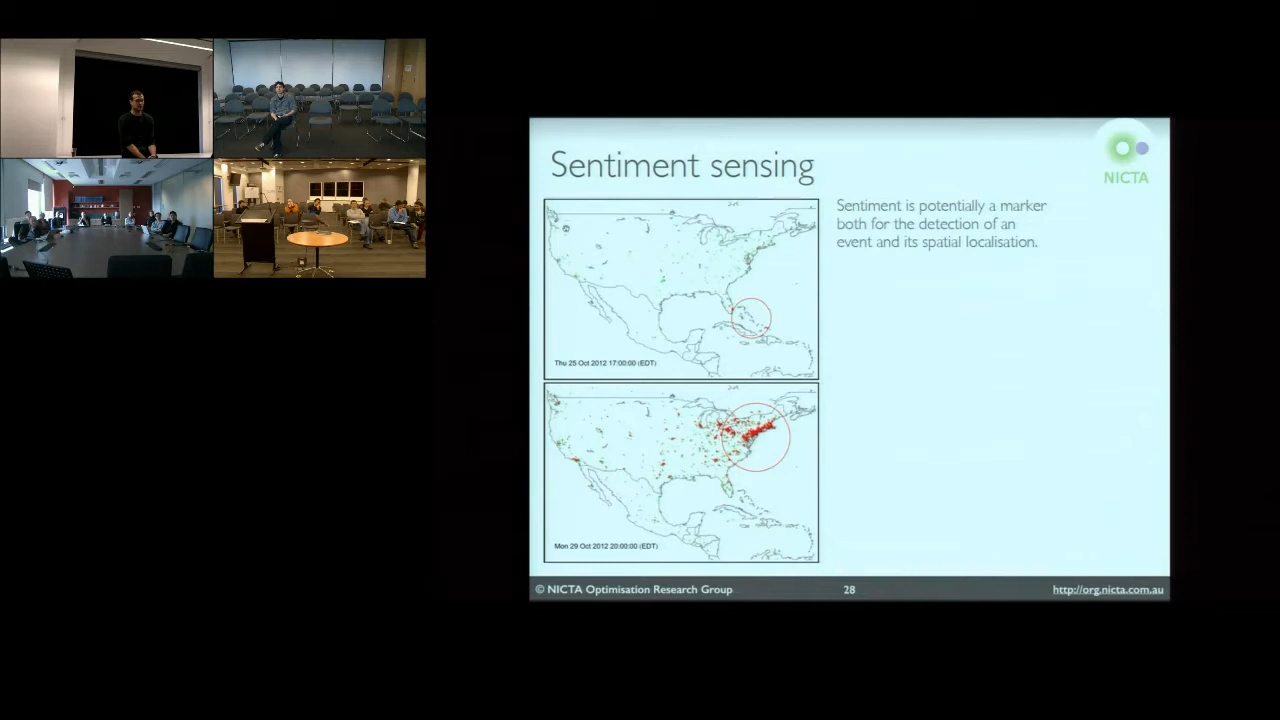 Sentiment sensing
NICTA
Sentiment is potentially a marker
both for the detection of an
event and its spatial localisation.
Thu 25 Oct 2012 17:00:00 (EDT)
Mon 29 Oct 2012 20:00:00 (EDT)
© NICTA Optimisation Research Group
28
http://org.nicta.com.au